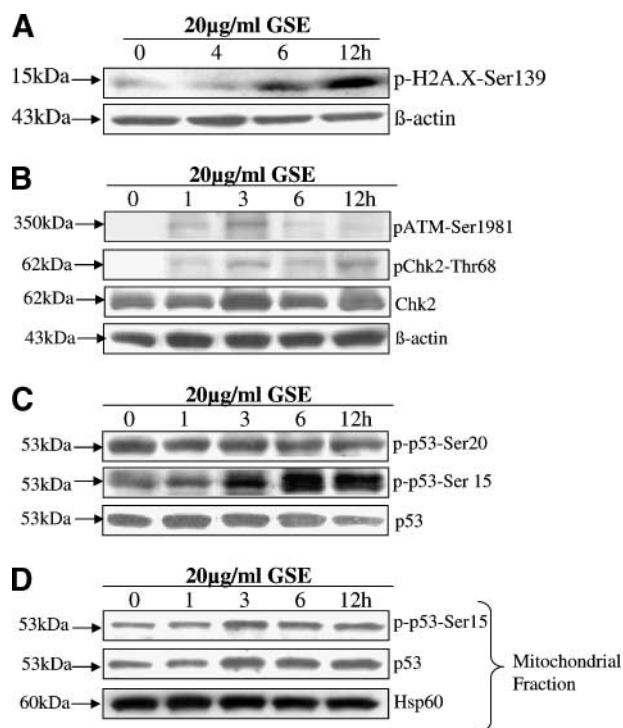 A
20µg/ml GSE
0 4 6 12h
15kDa p-H2A.X-Ser139
43kDa ß-actin
B
20µg/ml GSE
0 1 3 6 12h
350kDa pATM-Ser1981
62kDa pChk2-Thr68
62kDa Chk2
43kDa ß-actin
C
20µg/ml GSE
0 1 3 6 12h
53kDa p-p53-Ser20
53kDa p-p53-Ser 15
53kDa p53
D
20µg/ml GSE
0 1 3 6 12h
53kDa p-p53-Ser15
53kDa p53
60kDa Hsp60
Mitochondrial
Fraction